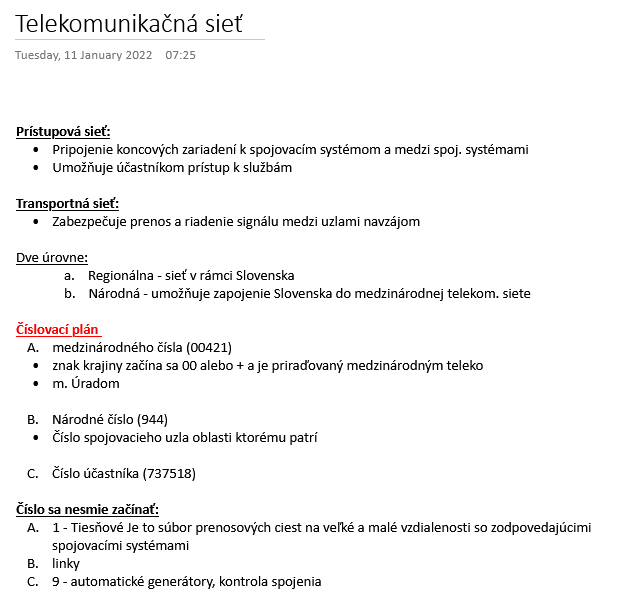 Telekomunikačná sieť
Tuesday, 11 January 2022 07:25
Prístupová sieť:
• Pripojenie koncových zariadení k spojovacím systémom a medzi spoj. systémami
• Umožňuje účastníkom prístup k službám
Transportná sieť:
• Zabezpečuje prenos a riadenie signálu medzi uzlami navzájom
Dve úrovne:
a. Regionálna - sieť v rámci Slovenska
b. Národná - umožňuje zapojenie Slovenska do medzinárodnej telekom. siete
Číslovací plán
A. medzinárodného čísla (00421)
• znak krajiny začína sa 00 alebo + a je priraďovaný medzinárodným teleko
• m. Úradom
B. Národné číslo (944)
• Číslo spojovacieho uzla oblasti ktorému patrí
C. Číslo účastníka (737518)
Číslo sa nesmie začínať:
A. 1 - Tiesňové Je to súbor prenosových ciest na veľké a malé vzdialenosti so zodpovedajúcimi
spojovacími systémami
B. linky
C. 9 - automatické generátory, kontrola spojenia